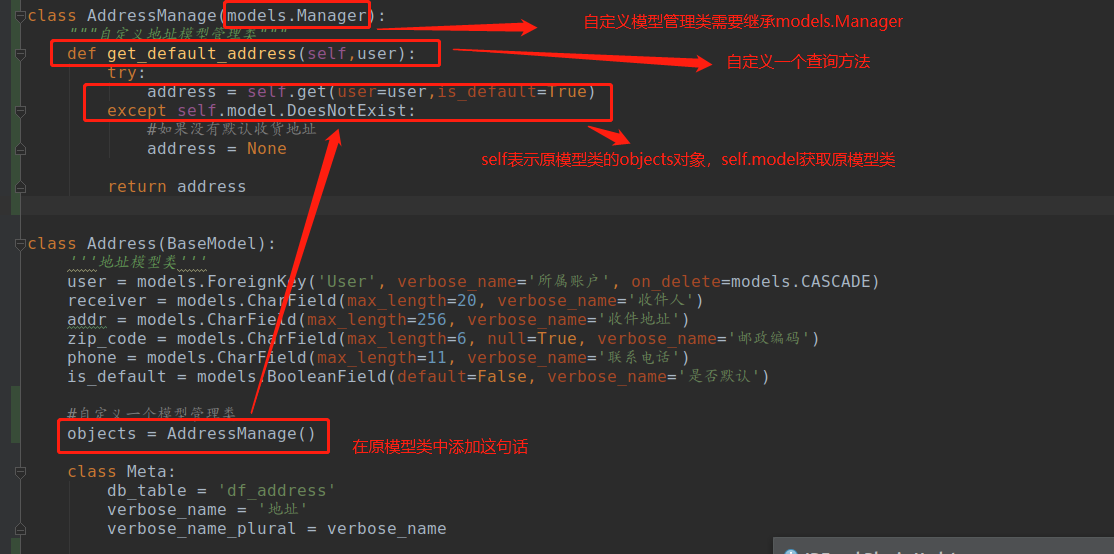 class AddressManage(models.Manager):
自定义模型管理类需要继承models.Manager
"""自定义地址模型管理类"""
def get_default_address(self,user):
自定义一个查询方法
try:
address = self.get(user=user,is_default=True)
except self.model.DoesNotExist:
#如果没有默认收货地址
address = None
self表示原模型类的objects对象，self.model获取原模型类
return address
class Address(BaseModel):
'''地址模型类'''
user = models.ForeignKey('User', verbose_name='所属账户', on_delete=models.CASCADE)
receiver = models.CharField(max_length=20, verbose_name='收件人')
addr = models.CharField(max_length=256, verbose_name='收件地址')
zip_code = models.CharField(max_length=6, null=True, verbose_name='邮政编码')
phone = models.CharField(max_length=11, verbose_name='联系电话')
is_default = models.BooleanField(default=False, verbose_name='是否默认')
#自定义一个模型管理类
objects = AddressManage()
在原模型类中添加这句话
class Meta:
db_table = 'df_address'
verbose_name = '地址'
verbose_name_plural = verbose_name